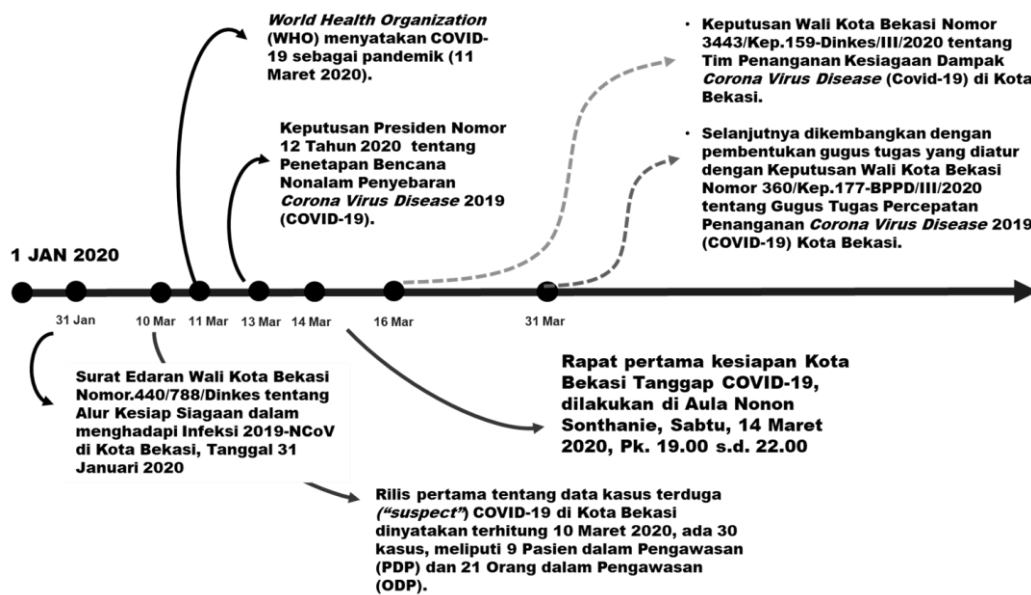 World Health Organization
(WHO) menyatakan COVID-
19 sebagai pandemik (11
Maret 2020).
Keputusan Presiden Nomor
12 Tahun 2020 tentang
Penetapan Bencana
Nonalam Penyebaran
Corona Virus Disease 2019
(COVID-19).
• Keputusan Wali Kota Bekasi Nomor
3443/Kep.159-Dinkes/III/2020 tentang
Tim Penanganan Kesiagaan Dampak
Corona Virus Disease (Covid-19) di Kota
Bekasi.
• Selanjutnya dikembangkan dengan
pembentukan gugus tugas yang diatur
dengan Keputusan Wali Kota Bekasi
Nomor 360/Kep.177-BPPD/III/2020
tentang Gugus Tugas Percepatan
Penanganan Corona Virus Disease 2019
(COVID-19) Kota Bekasi.
1 JAN 2020
31 Jan
10 Mar
11 Mar
13 Mar
14 Mar
16 Mar
31 Mar
Surat Edaran Wali Kota Bekasi
Nomor.440/788/Dinkes tentang
Alur Kesiap Siagaan dalam
menghadapi Infeksi 2019-NCoV
di Kota Bekasi, Tanggal 31
Januari 2020
Rapat pertama kesiapan Kota
Bekasi Tanggap COVID-19,
dilakukan di Aula Nonon
Sonthanie, Sabtu, 14 Maret
2020, Pk. 19.00 s.d. 22.00
Rilis pertama tentang data kasus terduga
(“suspect”) COVID-19 di Kota Bekasi
dinyatakan terhitung 10 Maret 2020, ada 30
kasus, meliputi 9 Pasien dalam Pengawasan
(PDP) dan 21 Orang dalam Pengawasan
(ODP).